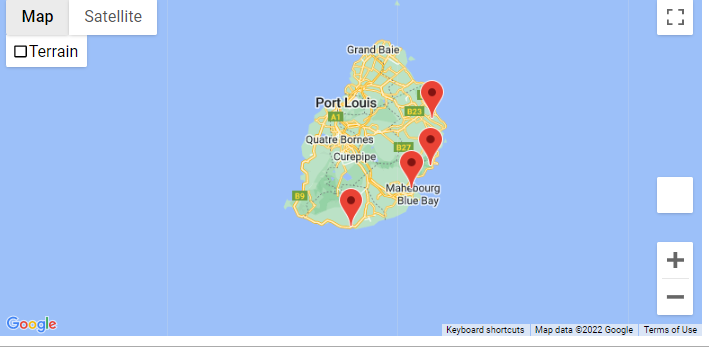 Map Satellite
Terrain
Grand Baie
Port Louis
B23
A1
Quatre Bornes
B27
Curepipe
Mahebourg
Blue Bay
B9
Google
Keyboard shortcuts Map data ©2022 Google Terms of Use